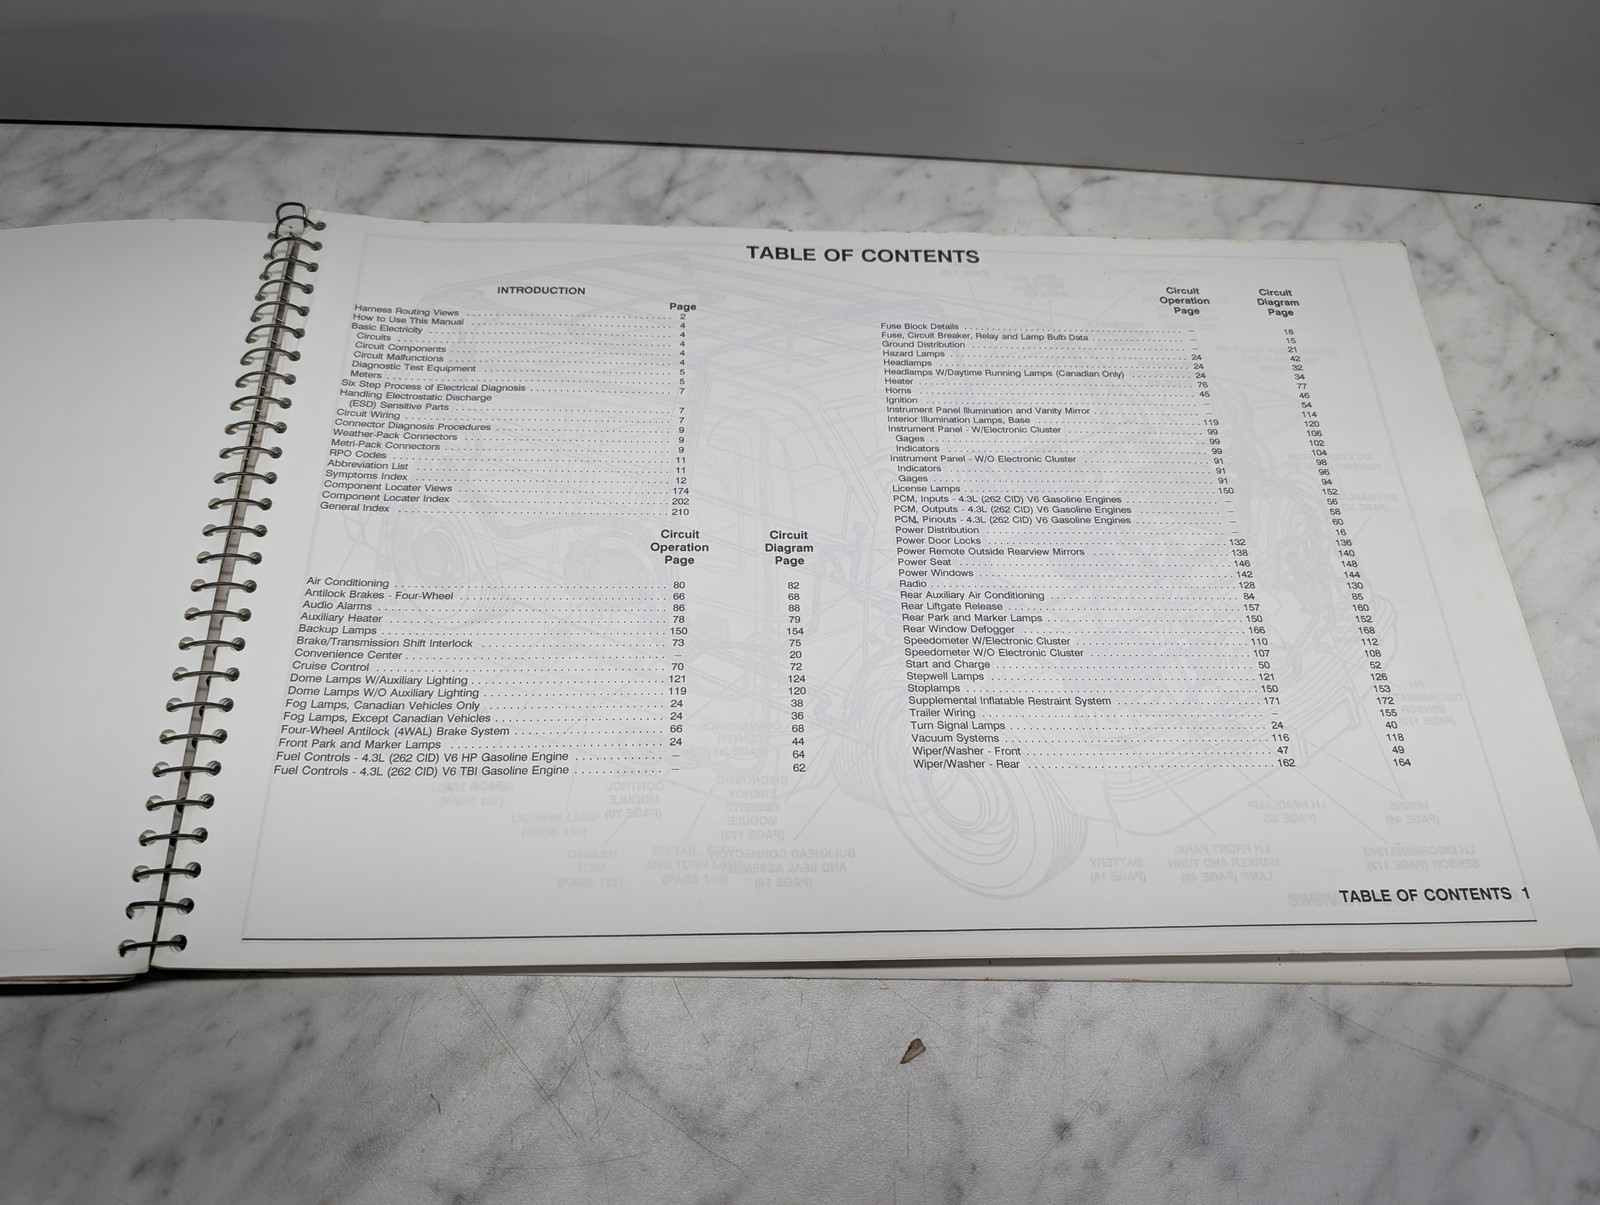 TABLE OF CONTENTS
INTRODUCTION
Page
Harness Routing Views 2
How to Use This Manual 4
Basic Electricity 4
Circuits 4
Circuit Components 4
Circuit Malfunctions 4
Diagnostic Test Equipment 5
Meters 5
Six Step Process of Electrical Diagnosis 7
Handling Electrostatic Discharge
(ESD) Sensitive Parts 7
Circuit Wiring 7
Connector Diagnosis Procedures 9
Weather-Pack Connectors 9
Metri-Pack Connectors 9
RPO Codes 11
Abbreviation List 11
Symptoms Index 12
Component Locater Views 174
Component Locater Index 202
General Index 210
Circuit Operation Page
Circuit Diagram Page
Air Conditioning 80 82
Antilock Brakes - Four-Wheel 66 68
Audio Alarms 86 88
Auxiliary Heater 78 79
Backup Lamps 150 154
Brake/Transmission Shift Interlock 73 75
Convenience Center – 20
Cruise Control 70 72
Dome Lamps W/Auxiliary Lighting 121 124
Dome Lamps W/O Auxiliary Lighting 119 120
Fog Lamps, Canadian Vehicles Only 24 38
Fog Lamps, Except Canadian Vehicles 24 36
Four-Wheel Antilock (4WAL) Brake System 66 68
Front Park and Marker Lamps 24 44
Fuel Controls - 4.3L (262 CID) V6 HP Gasoline Engine – 64
Fuel Controls - 4.3L (262 CID) V6 TBI Gasoline Engine – 62
Circuit Operation Page
Circuit Diagram Page
Fuse Block Details – 18
Fuse, Circuit Breaker, Relay and Lamp Bulb Data – 15
Ground Distribution – 21
Hazard Lamps 24 42
Headlamps 24 32
Headlamps W/Daytime Running Lamps (Canadian Only) 24 34
Heater 76 77
Horns 45 46
Ignition – 54
Instrument Panel Illumination and Vanity Mirror – 114
Interior Illumination Lamps, Base 119 120
Instrument Panel - W/Electronic Cluster 99 106
Gages 99 102
Indicators 99 104
Instrument Panel - W/O Electronic Cluster 91 98
Indicators 91 96
Gages 91 94
License Lamps 150 152
PCM, Inputs - 4.3L (262 CID) V6 Gasoline Engines – 56
PCM, Outputs - 4.3L (262 CID) V6 Gasoline Engines – 58
PCM, Pinouts - 4.3L (262 CID) V6 Gasoline Engines – 60
Power Distribution – 16
Power Door Locks 132 136
Power Remote Outside Rearview Mirrors 138 140
Power Seat 146 148
Power Windows 142 144
Radio 128 130
Rear Auxiliary Air Conditioning 84 85
Rear Liftgate Release 157 160
Rear Park and Marker Lamps 150 152
Rear Window Defogger 166 168
Speedometer W/Electronic Cluster 110 112
Speedometer W/O Electronic Cluster 107 108
Start and Charge 50 52
Stepwell Lamps 121 126
Stoplamps 150 153
Supplemental Inflatable Restraint System 171 172
Trailer Wiring 155
Turn Signal Lamps 24 40
Vacuum Systems 116 118
Wiper/Washer - Front 47 49
Wiper/Washer - Rear 162 164
TABLE OF CONTENTS 1